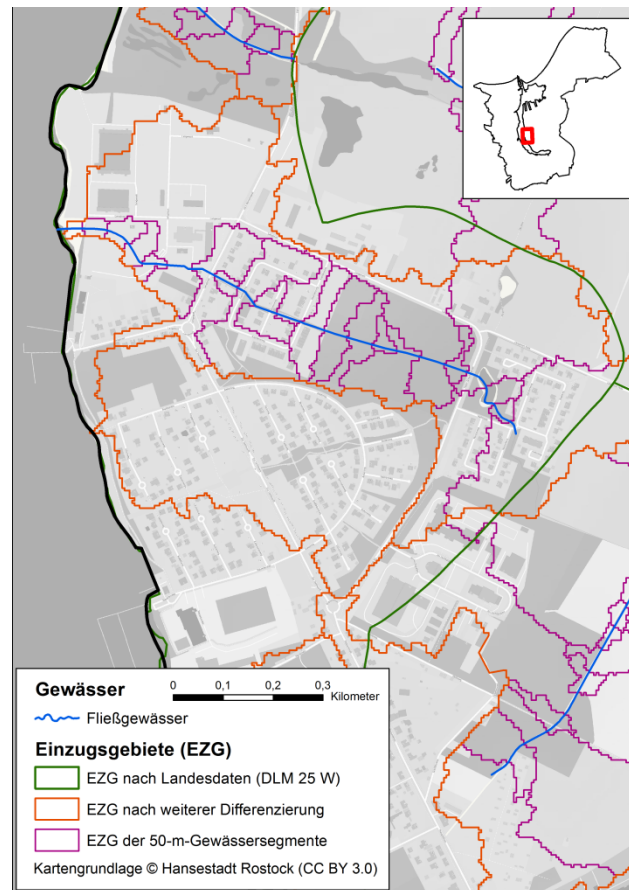 Gewässer
0 0,1 0,2 0,3
Kilometer
Fließgewässer
Einzugsgebiete (EZG)
EZG nach Landesdaten (DLM 25 W)
EZG nach weiterer Differenzierung
EZG der 50-m-Gewässersegmente
Kartengrundlage © Hansestadt Rostock (CC BY 3.0)